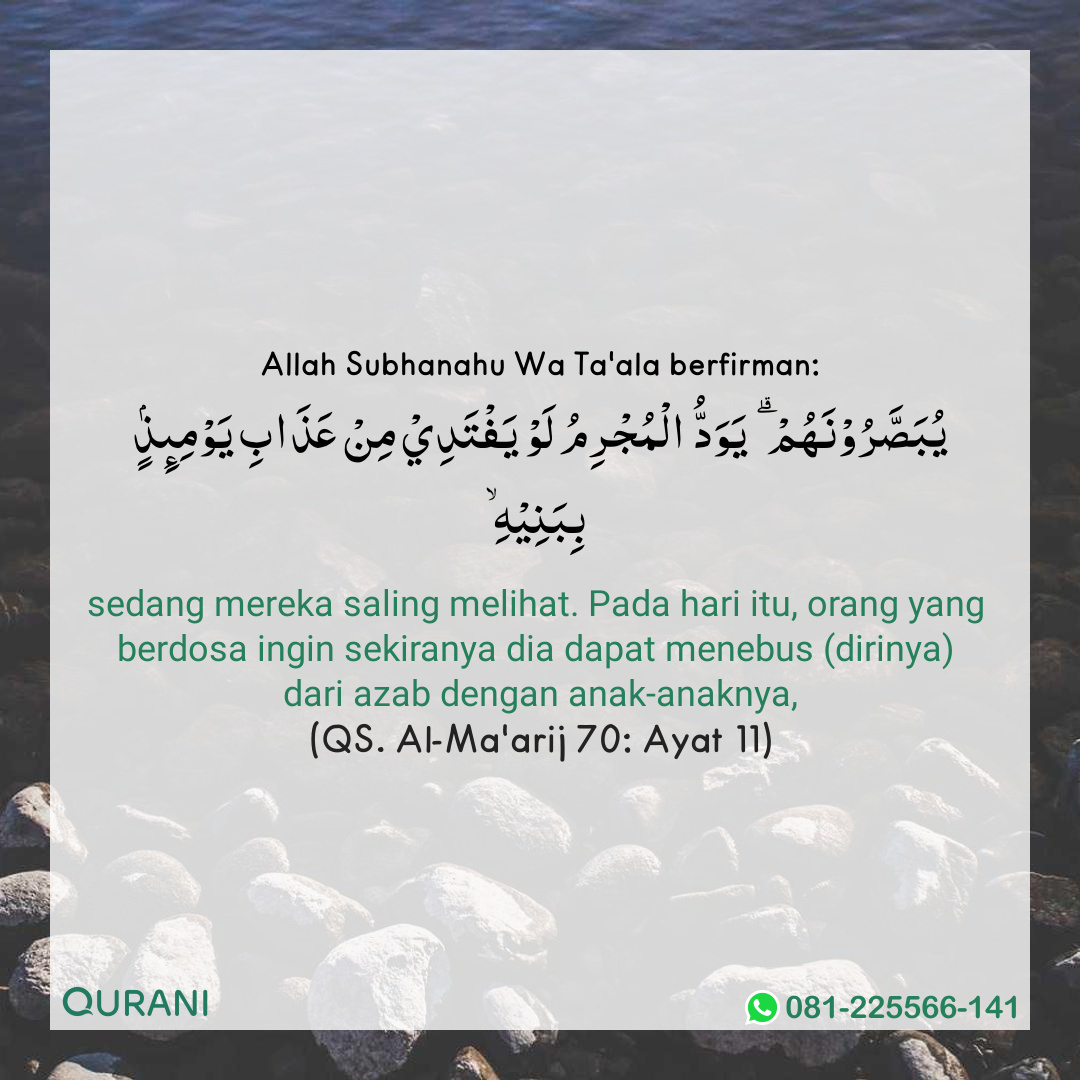 Allah Subhanahu Wa Ta'ala berfirman:
يُبَصَّرُوْنَهُمْ ۗ يَوَدُّ الْمُجْرِمُ لَوْ يَفْتَدِيْ مِنْ عَذَابِ يَوْمِىِٕذٍۢ
بِبَنِيْهِۙ
sedang mereka saling melihat. Pada hari itu, orang yang
berdosa ingin sekiranya dia dapat menebus (dirinya)
dari azab dengan anak-anaknya,
(QS. Al-Ma'arij 70: Ayat 11)
QURANI
081-225566-141